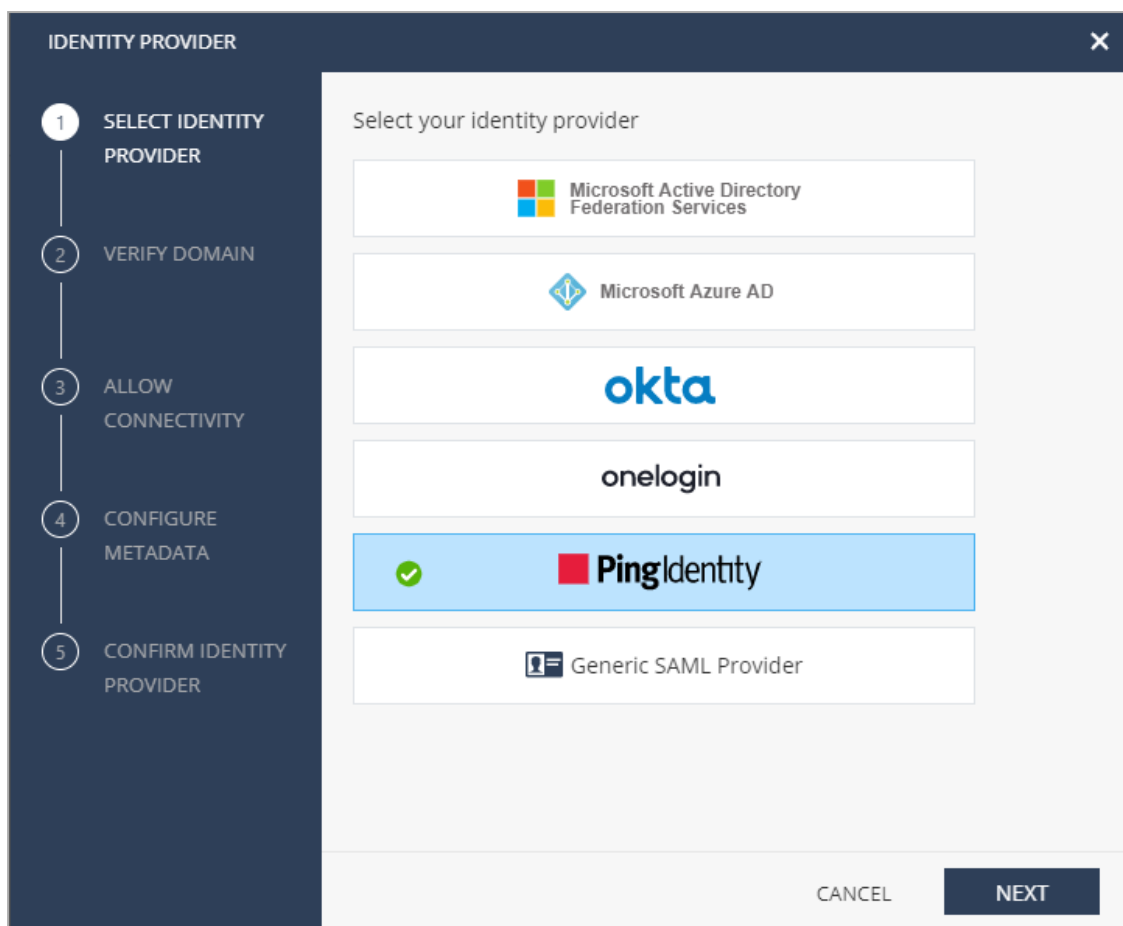 IDENTITY PROVIDER
1
SELECT IDENTITY
PROVIDER
2
VERIFY DOMAIN
3
ALLOW
CONNECTIVITY
4
CONFIGURE
METADATA
5
CONFIRM IDENTITY
PROVIDER
Select your identity provider
Microsoft Active Directory
Federation Services
Microsoft Azure AD
okta
onelogin
PingIdentity
Generic SAML Provider
CANCEL
NEXT